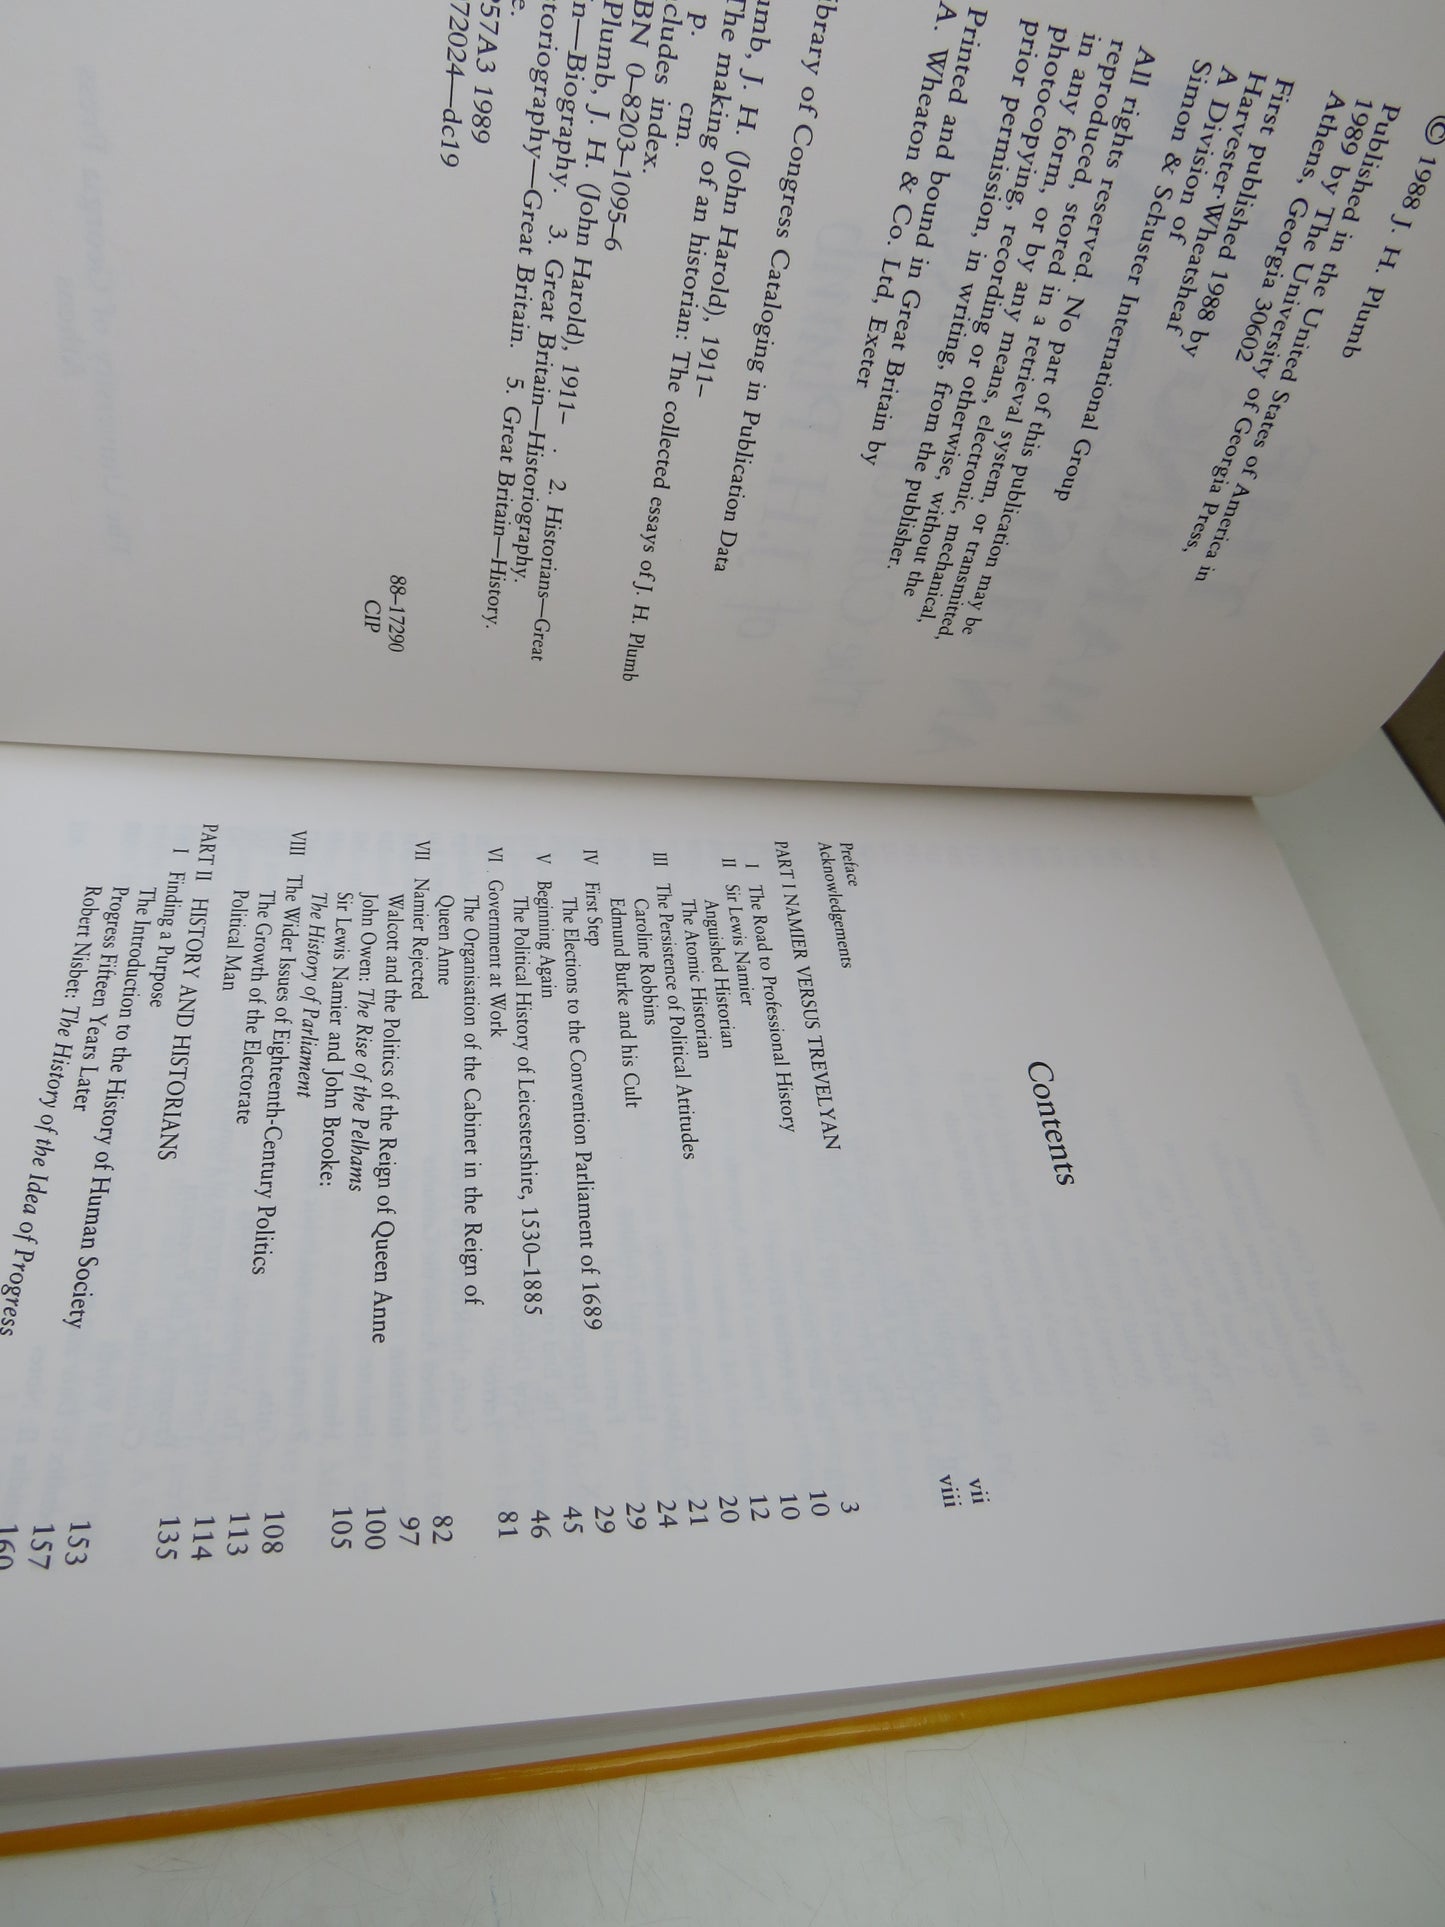 © 1988 J. H. Plumb
Published in the United States of America in
1989 by The University of Georgia Press,
Athens, Georgia 30602
First published 1988 by
Harvester·Wheatsheaf
A Division of
Simon & Schuster International Group
All rights reserved. No part of this publication may be
reproduced, stored in a retrieval system, or transmitted,
in any form, or by any means, electronic, mechanical,
photocopying, recording or otherwise, without the
prior permission, in writing, from the publisher.
Printed and bound in Great Britain by
A. Wheaton & Co. Ltd, Exeter
ibrary of Congress Cataloging in Publication Data
umb, J. H. (John Harold), 1911–
The making of an historian: The collected essays of J. H. Plumb
p. cm.
cludes index.
BN 0–8203–1095–6
Plumb, J. H. (John Harold), 1911– . 2. Historians—Great
n—Biography. 3. Great Britain—Historiography.
toriography—Great Britain. 5. Great Britain—History.
e.
57A3 1989
72024—dc19
88–17290
CIP
Contents
Preface vii
Acknowledgements viii
PART I NAMIER VERSUS TREVELYAN
I The Road to Professional History 3
II Sir Lewis Namier 10
Anguished Historian 10
The Atomic Historian 12
III The Persistence of Political Attitudes 20
Caroline Robbins 21
Edmund Burke and his Cult 24
IV First Step 29
The Elections to the Convention Parliament of 1689 29
V Beginning Again 45
The Political History of Leicestershire, 1530–1885 46
VI Government at Work 81
The Organisation of the Cabinet in the Reign of
Queen Anne 82
VII Namier Rejected 97
Walcott and the Politics of the Reign of Queen Anne 100
John Owen: The Rise of the Pelhams 105
Sir Lewis Namier and John Brooke:
The History of Parliament 108
VIII The Wider Issues of Eighteenth-Century Politics 113
The Growth of the Electorate 114
Political Man 135
PART II HISTORY AND HISTORIANS
I Finding a Purpose 153
The Introduction to the History of Human Society 157
Progress Fifteen Years Later 160
Robert Nisbet: The History of the Idea of Progress